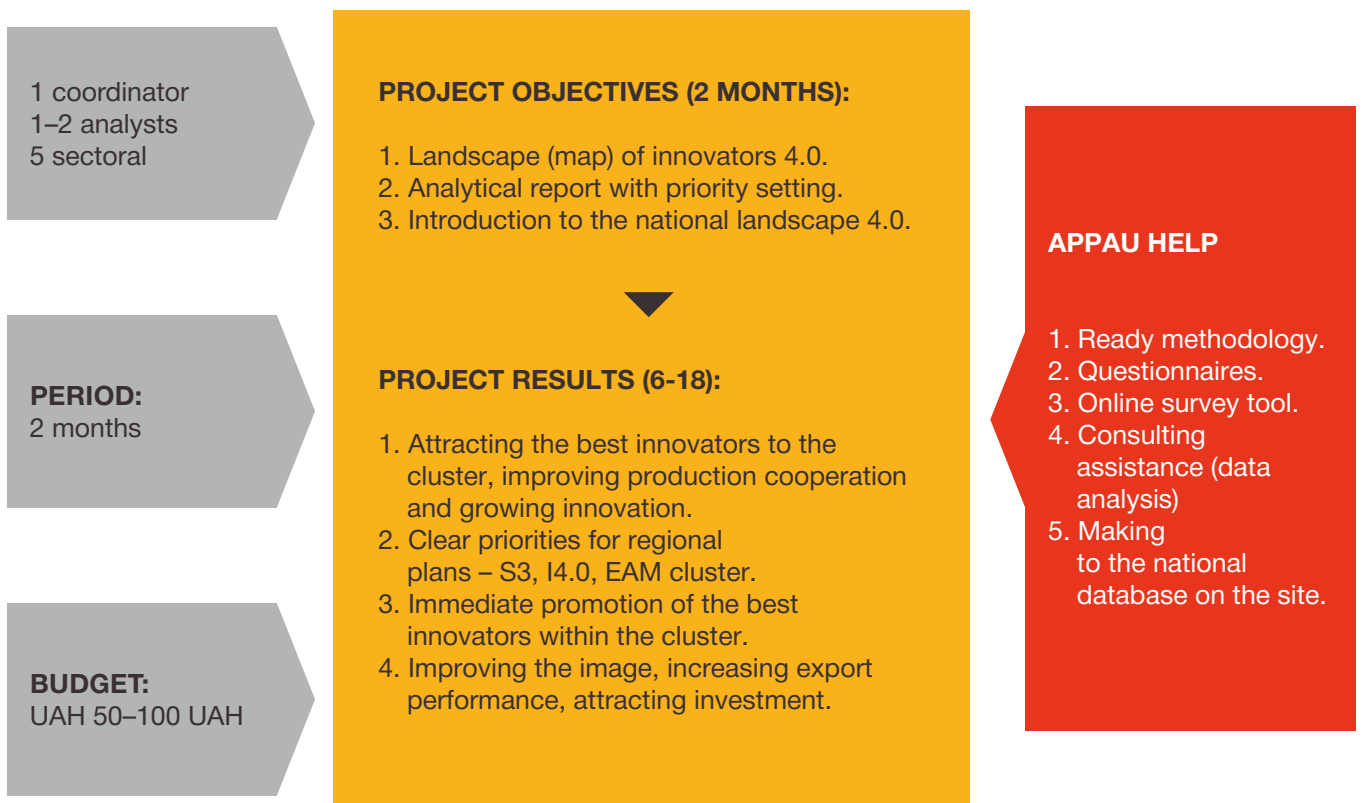 1 coordinator
1–2 analysts
5 sectoral
PERIOD:
2 months
BUDGET:
UAH 50–100 UAH
PROJECT OBJECTIVES (2 MONTHS):
1. Landscape (map) of innovators 4.0.
2. Analytical report with priority setting.
3. Introduction to the national landscape 4.0.
PROJECT RESULTS (6-18):
1. Attracting the best innovators to the
cluster, improving production cooperation
and growing innovation.
2. Clear priorities for regional
plans – S3, I4.0, EAM cluster.
3. Immediate promotion of the best
innovators within the cluster.
4. Improving the image, increasing export
performance, attracting investment.
APPAU HELP
1. Ready methodology.
2. Questionnaires.
3. Online survey tool.
4. Consulting
assistance (data
analysis)
5. Making
to the national
database on the site.